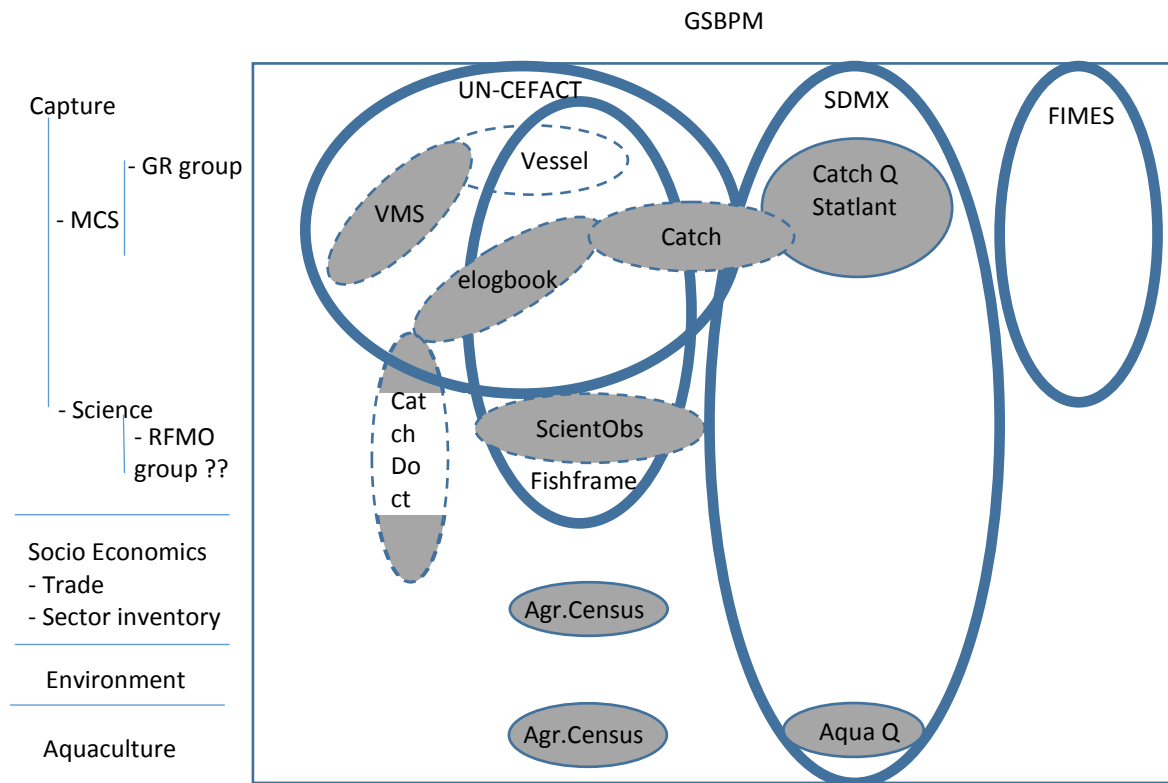 GSBPM
Capture
- GR group
- MCS
- Science
- RFMO
group ??
Socio Economics
- Trade
- Sector inventory
Environment
Aquaculture
UN-CEFACT
SDMX
FIMES
Vessel
VMS
elogbook
Catch
Catch Q
Statlant
Cat
ch
Do
ct
ScientObs
Fishframe
Agr.Census
Agr.Census
Aqua Q